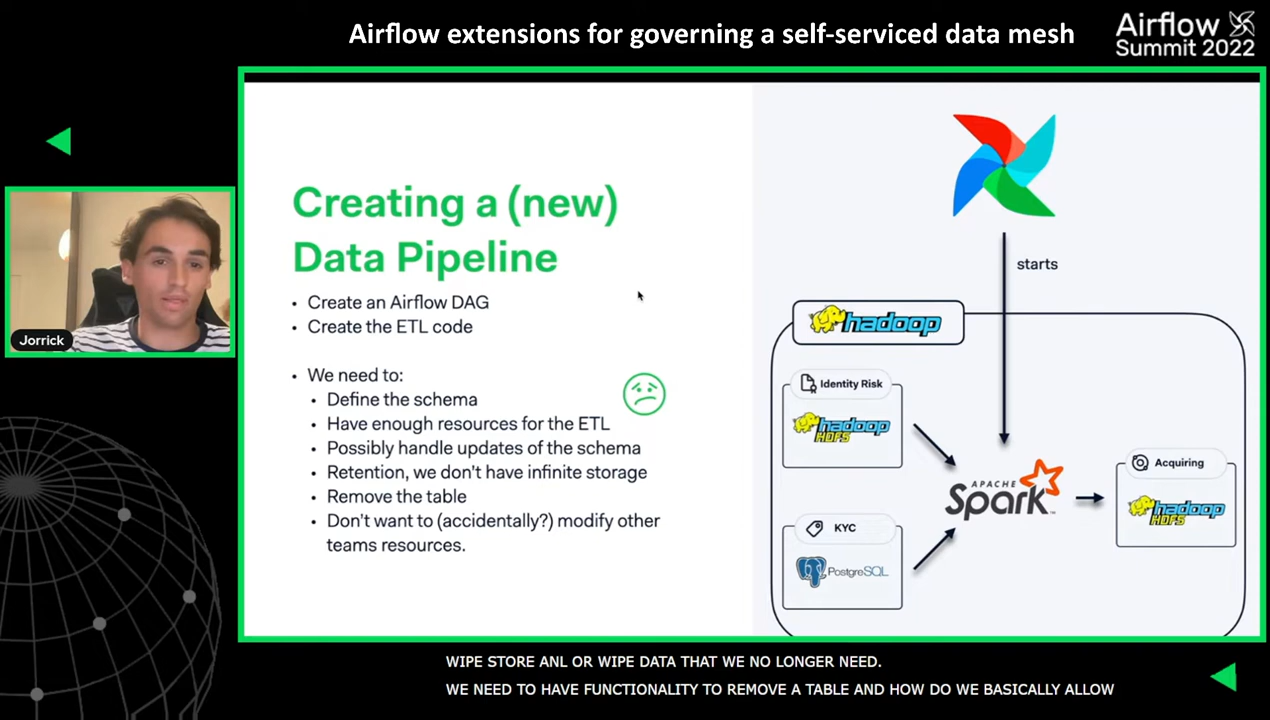 Airflow extensions for governing a self-serviced data mesh
Airflow
Summit 2022
Creating a (new)
Data Pipeline
• Create an Airflow DAG
• Create the ETL code
• We need to:
• Define the schema
• Have enough resources for the ETL
• Possibly handle updates of the schema
• Retention, we don't have infinite storage
• Remove the table
• Don't want to (accidentally?) modify other
teams resources.
starts
hadoop
Identity Risk
hadoop
HDFS
KYC
PostgreSQL
APACHE
Spark™
Acquiring
hadoop
HDFS
Jorrick
WIPE STORE ANL OR WIPE DATA THAT WE NO LONGER NEED.
WE NEED TO HAVE FUNCTIONALITY TO REMOVE A TABLE AND HOW DO WE BASICALLY ALLOW